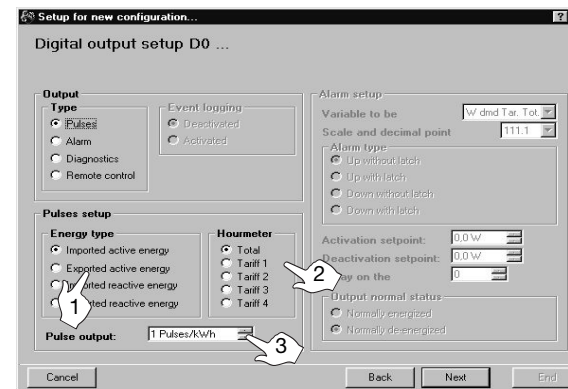 Setup for new configuration...
?
Digital output setup D0 ...
Output
Type
Pulses
Alarm
Diagnostics
Remote control
Event logging
Deactivated
Activated
Pulses setup
Energy type
Imported active energy
Exported active energy
reactive energy
reactive energy
Hourmeter
Total
Tariff 1
Tariff 2
Tariff 3
Tariff 4
Pulse output:
1 Pulses/kWh
1
2
3
Alarm setup
Variable to be
W dmd Tar. Tot.
Scale and decimal point
111.1
Alarm type
Up without latch
Up with latch
Down without latch
Down with latch
Activation setpoint:
0,0 W
Deactivation setpoint:
0,0 W
on the
0
Output normal status
Normally energized
Normally de-energized
Cancel
Back
Next
End